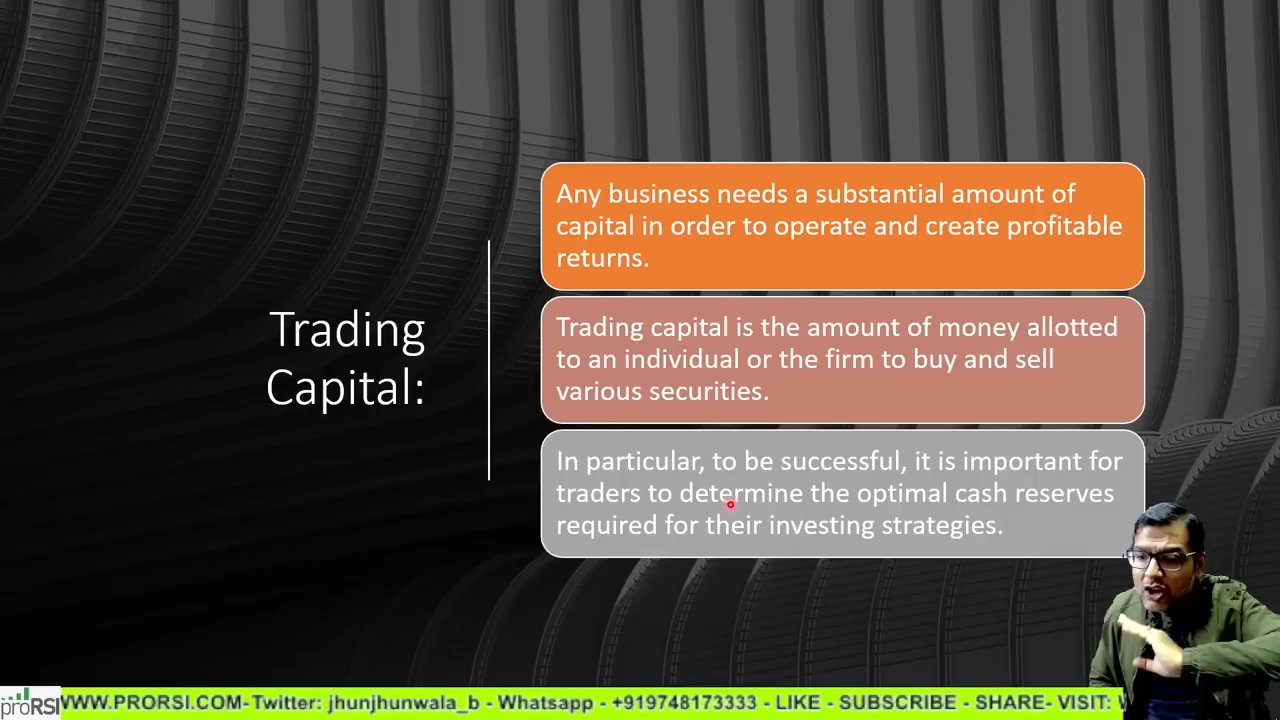 Trading
Capital:
Any business needs a substantial amount of
capital in order to operate and create profitable
returns.
Trading capital is the amount of money allotted
to an individual or the firm to buy and sell
various securities.
In particular, to be successful, it is important for
traders to determine the optimal cash reserves
required for their investing strategies.
proRSI
WWW.PRORSI.COM-Twitter: jhunjhunwala_b - Whatsapp - +919748173333 - LIKE - SUBSCRIBE - SHARE- VISIT: W